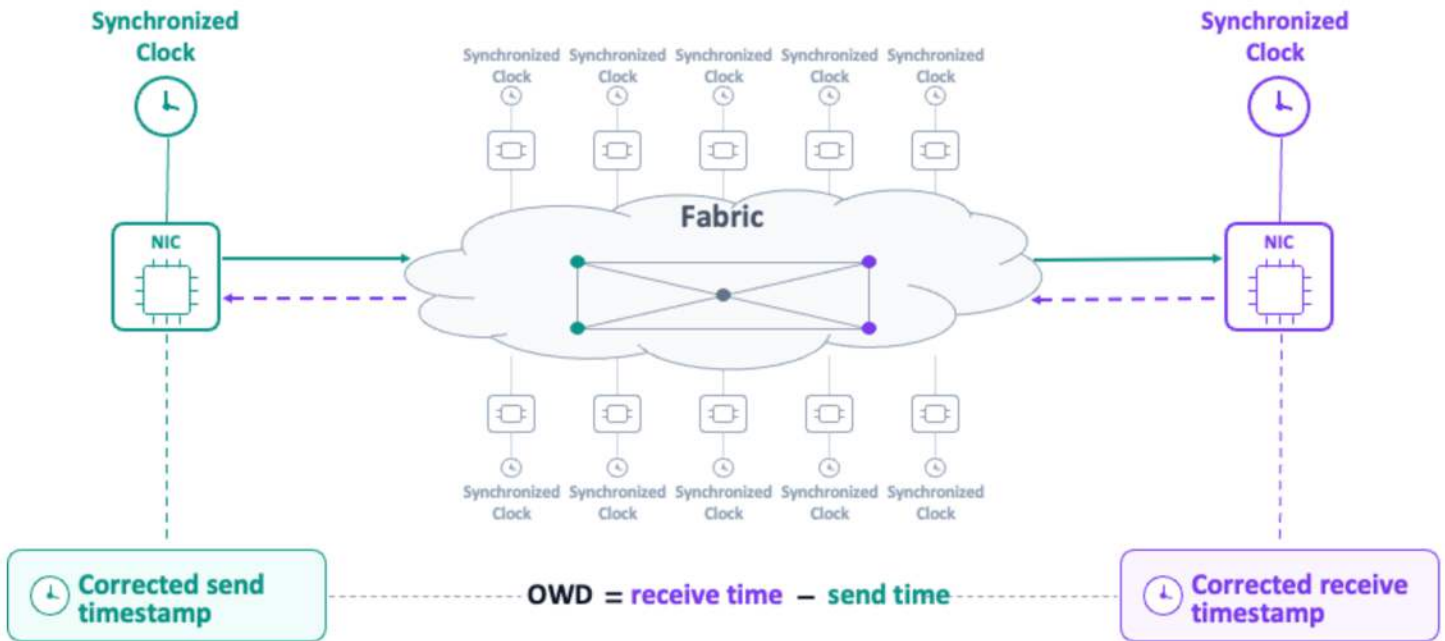 Synchronized
Clock
Synchronized
Clock
Synchronized Synchronized Synchronized Synchronized Synchronized
Clock Clock Clock Clock Clock
Fabric
NIC
NIC
Synchronized Synchronized Synchronized Synchronized Synchronized
Clock Clock Clock Clock Clock
Corrected send
timestamp
OWD = receive time – send time
Corrected receive
timestamp